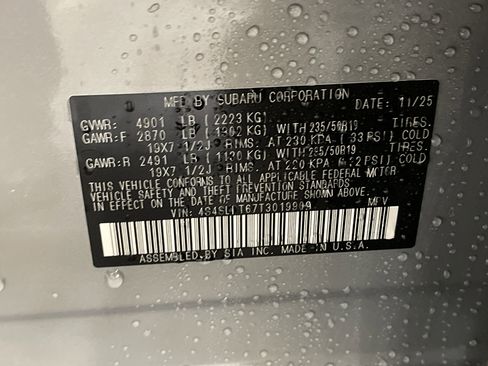 MFD BY SUBARU CORPORATION DATE: 11/25
GVWR: 4901 LB (2223 KG) TIRES.
GAWR:F 2870 LB (1302 KG) WITH 235/50R19
19X7 1/2J RIMS, AT 230 KPA (33 PSI) COLD
TIRES.
GAWR:R 2491 LB (1130 KG) WITH 235/50R19
19X7 1/2J RIMS, AT KPA PSI) COLD
THIS VEHICLE CONFORMS TO ALL
APPLICABLE FEDERAL MOTOR VEHICLE
SAFETY, BUMPER, AND THEFT
PREVENTION STANDARDS IN EFFECT ON
THE DATE OF MANUFACTURE SHOWN ABOVE.
VIN: MPV
ASSEMBLED BY SIA INC. MADE IN U.S.A.